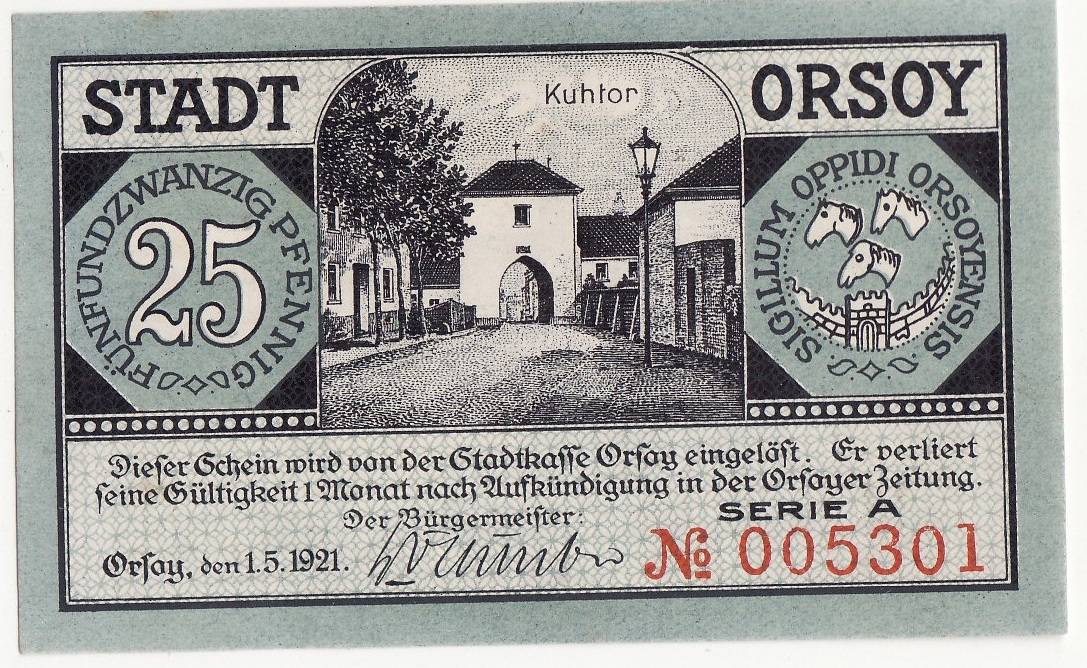 STADT ORSOY
Kuhtor
FÜNFUNDZWANZIG PFENNIG
25
SIGILLUM OPPIDI ORSOYENSIS
Dieser Schein wird von der Stadtkasse Orsoy eingelöst. Er verliert
seine Gültigkeit 1 Monat nach Aufkündigung in der Orsoyer Zeitung.
Der Bürgermeister:
SERIE A
Orsoy, den 1.5.1921.
№ 005301